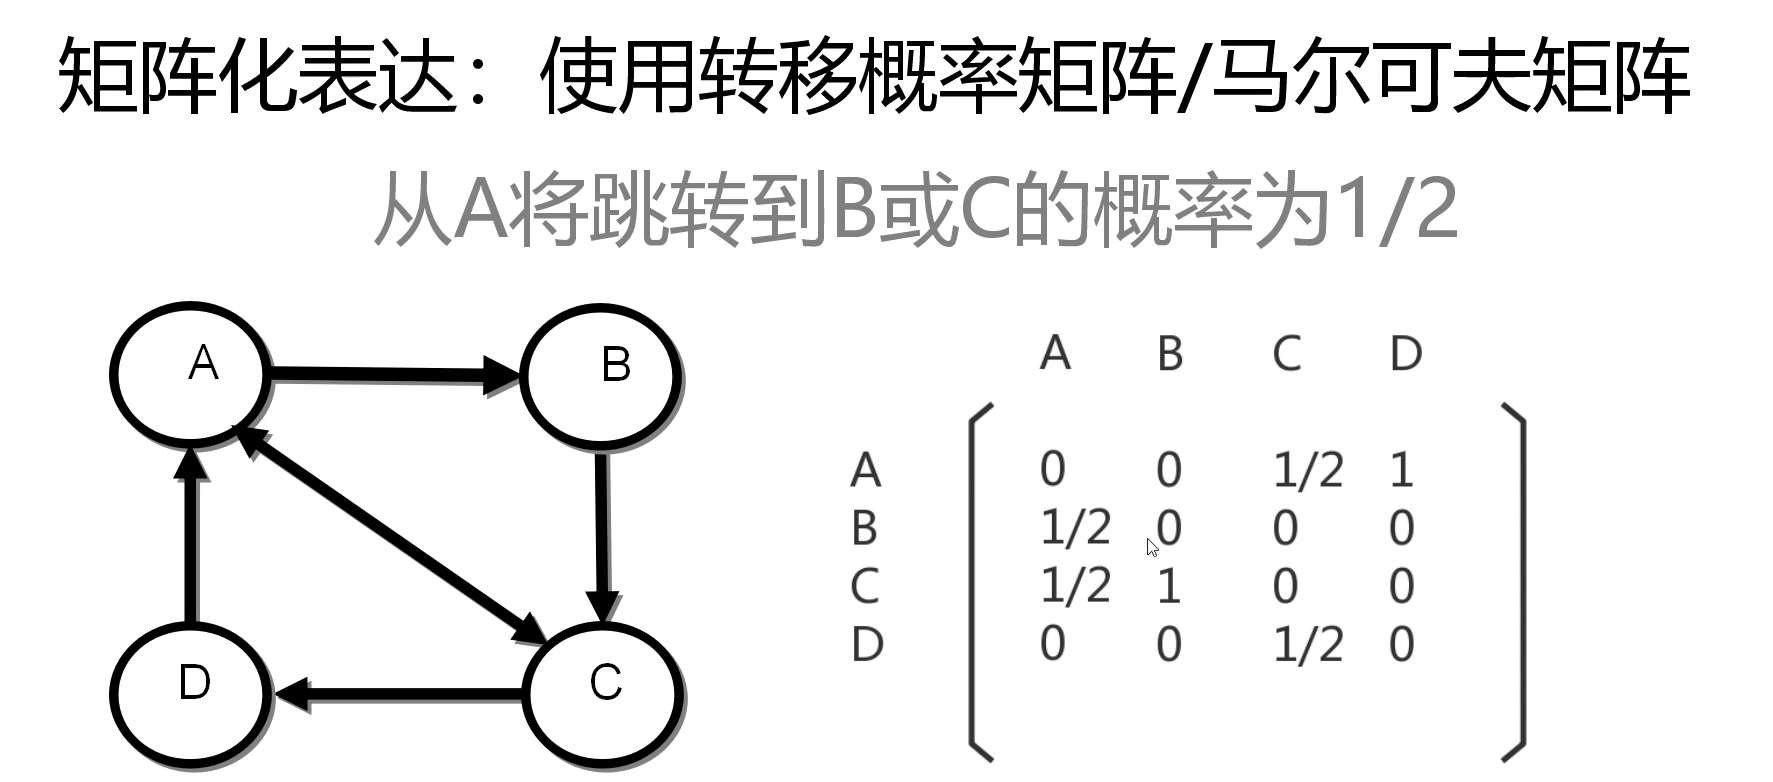 矩阵化表达：使用转移概率矩阵/马尔可夫矩阵
从A将跳转到B或C的概率为1/2
A B
D C
A B C D
A 0 0 1/2 1
B 1/2 0 0 0
C 1/2 1 0 0
D 0 0 1/2 0